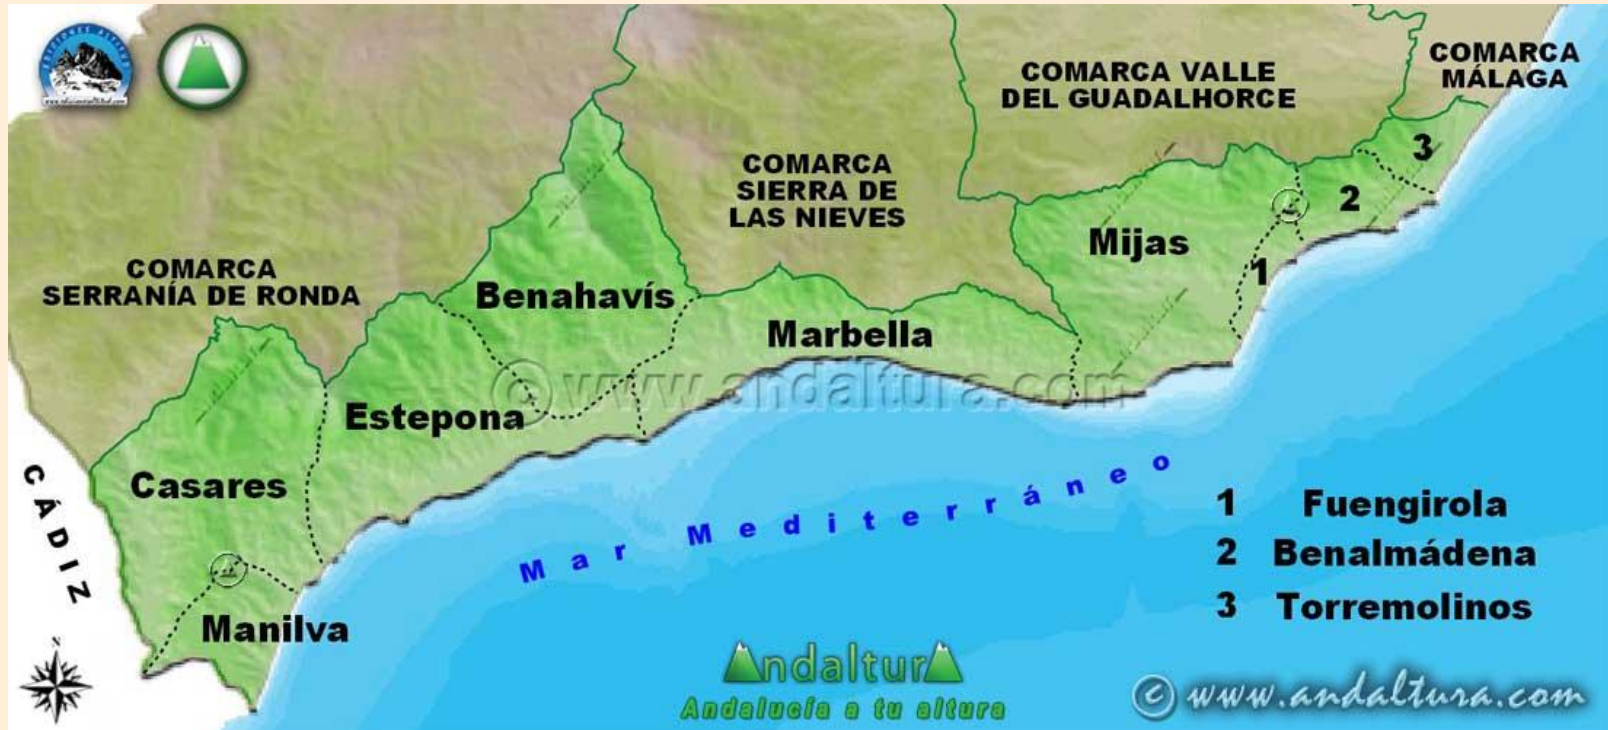 EDICIONES ALTITUD
COMARCA
MÁLAGA
COMARCA VALLE
DEL GUADALHORCE
3
COMARCA
SIERRA DE
LAS NIEVES
2
Mijas
1
COMARCA
SERRANÍA DE RONDA
Benahavís
Marbella
© www.andaltura.com
Estepona
Casares
CÁDIZ
Mar Mediterráneo
1 Fuengirola
2 Benalmádena
3 Torremolinos
Manilva
N
Andaltura
Andalucía a tu altura
© www.andaltura.com